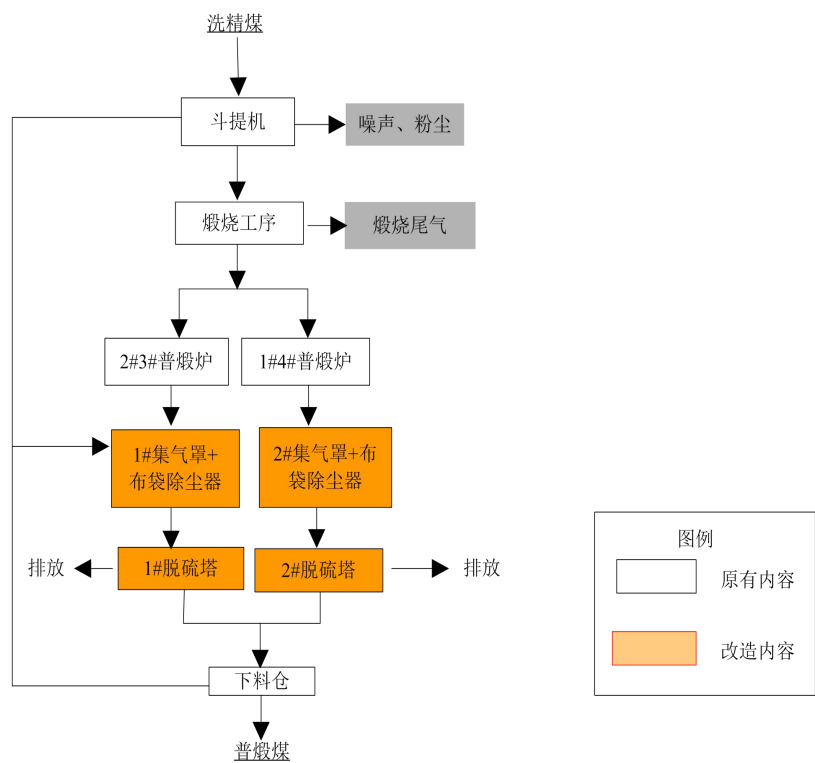 洗精煤
斗提机
噪声、粉尘
煅烧工序
煅烧尾气
2#3#普煅炉
1#4#普煅炉
1#集气罩+
布袋除尘器
2#集气罩+布
袋除尘器
排放
1#脱硫塔
2#脱硫塔
排放
下料仓
普煅煤
图例
原有内容
改造内容